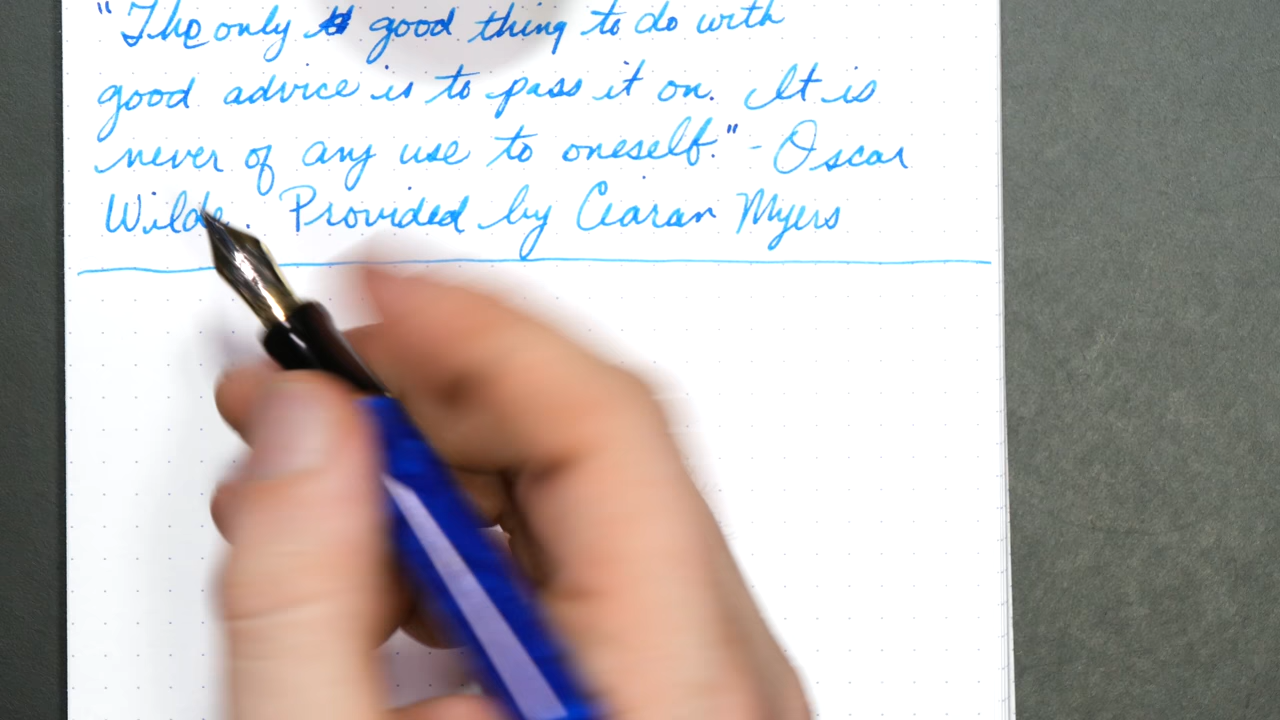 "The only good thing to do with
good advice is to pass it on. It is
never of any use to oneself." - Oscar
Wilde. Provided by Ciaran Myers